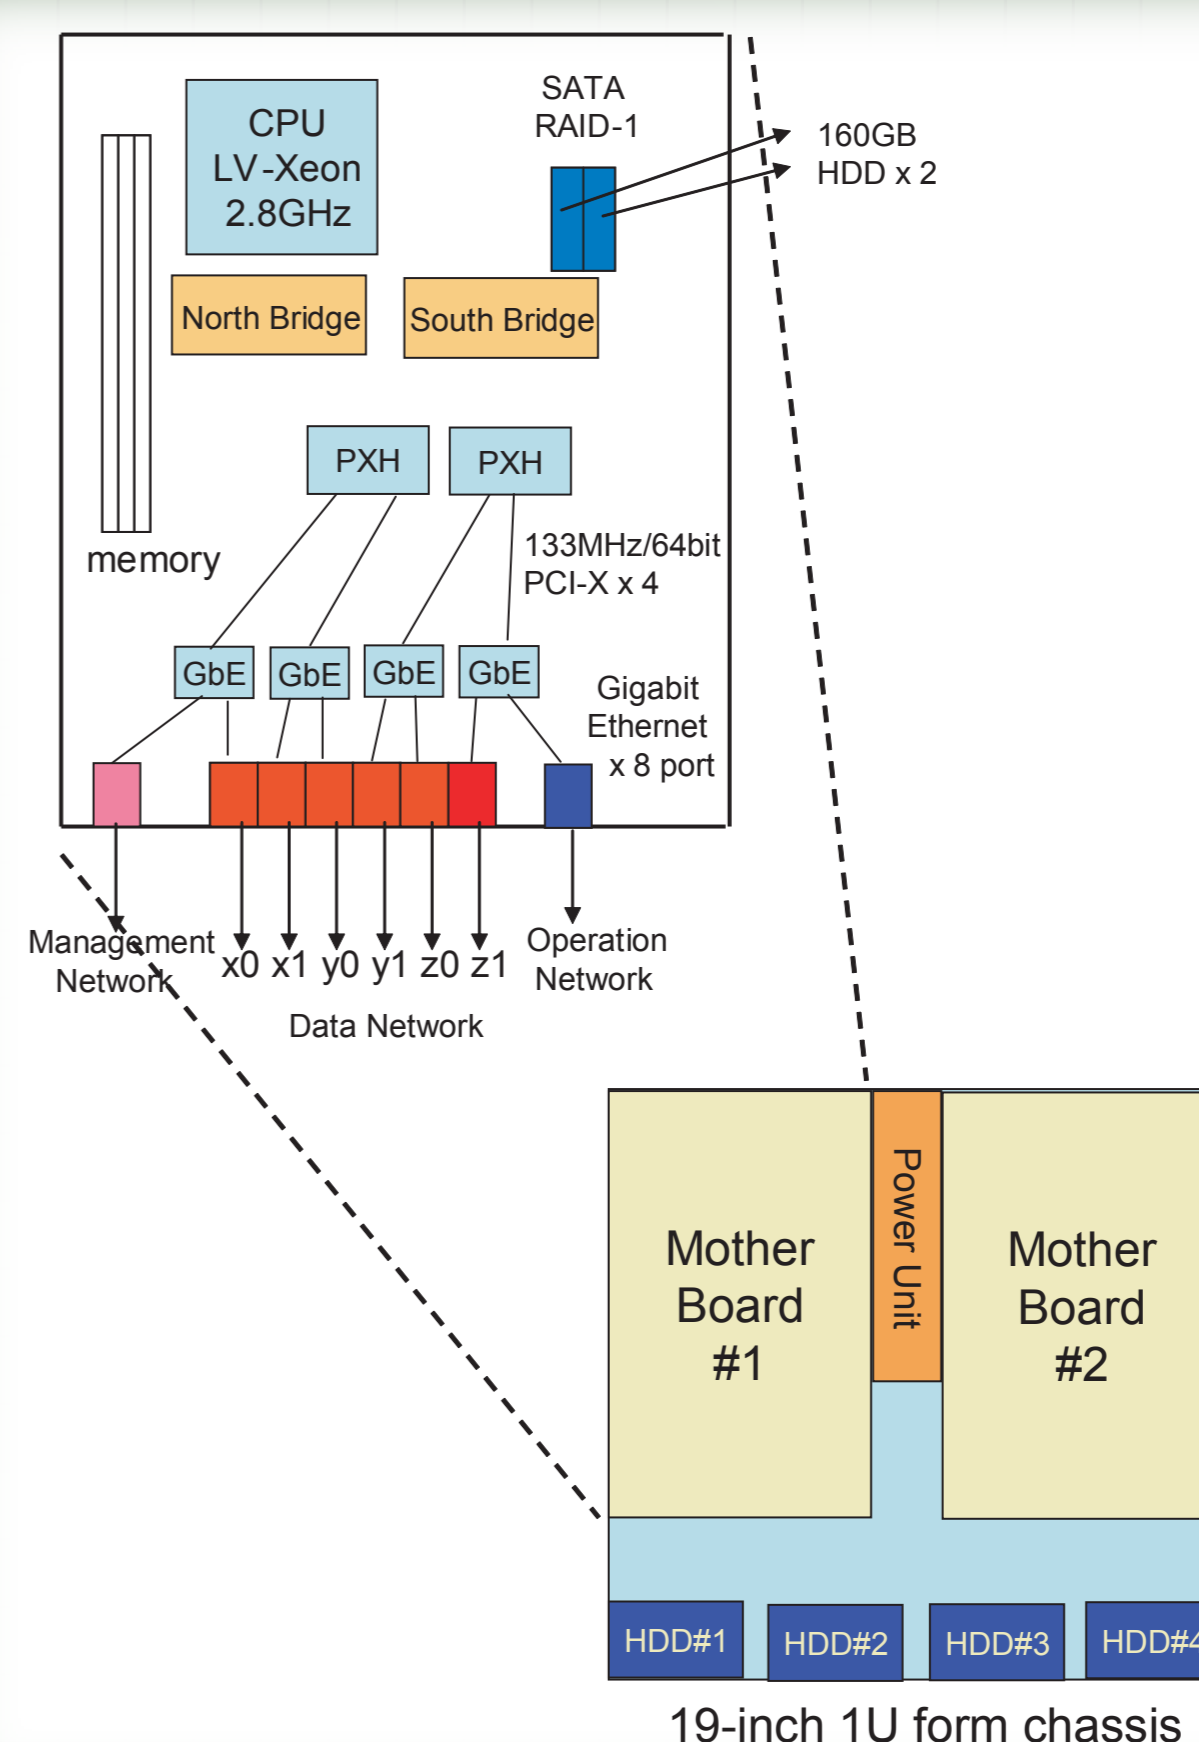 CPU
LV-Xeon
2.8GHz
SATA
RAID-1
160GB
HDD x 2
North Bridge
South Bridge
PXH
PXH
memory
133MHz/64bit
PCI-X x 4
GbE
GbE
GbE
GbE
Gigabit
Ethernet
x 8 port
Management
Network
x0 x1 y0 y1 z0 z1
Data Network
Operation
Network
Mother
Board
#1
Power Unit
Mother
Board
#2
HDD#1
HDD#2
HDD#3
HDD#4
19-inch 1U form chassis